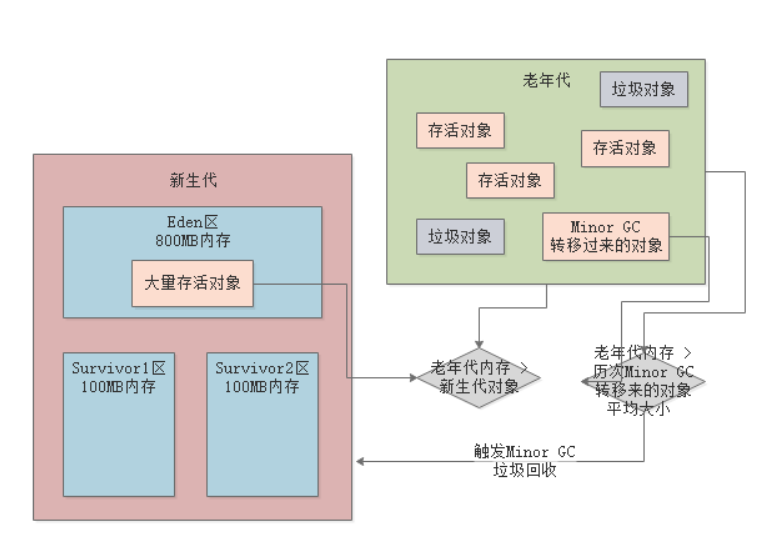 老年代
垃圾对象
存活对象
存活对象
存活对象
垃圾对象
Minor GC
转移过来的对象
新生代
Eden区
800MB内存
大量存活对象
Survivor1区
100MB内存
Survivor2区
100MB内存
老年代内存 >
新生代对象
老年代内存 >
历次Minor GC
转移来的对象
平均大小
触发Minor GC
垃圾回收